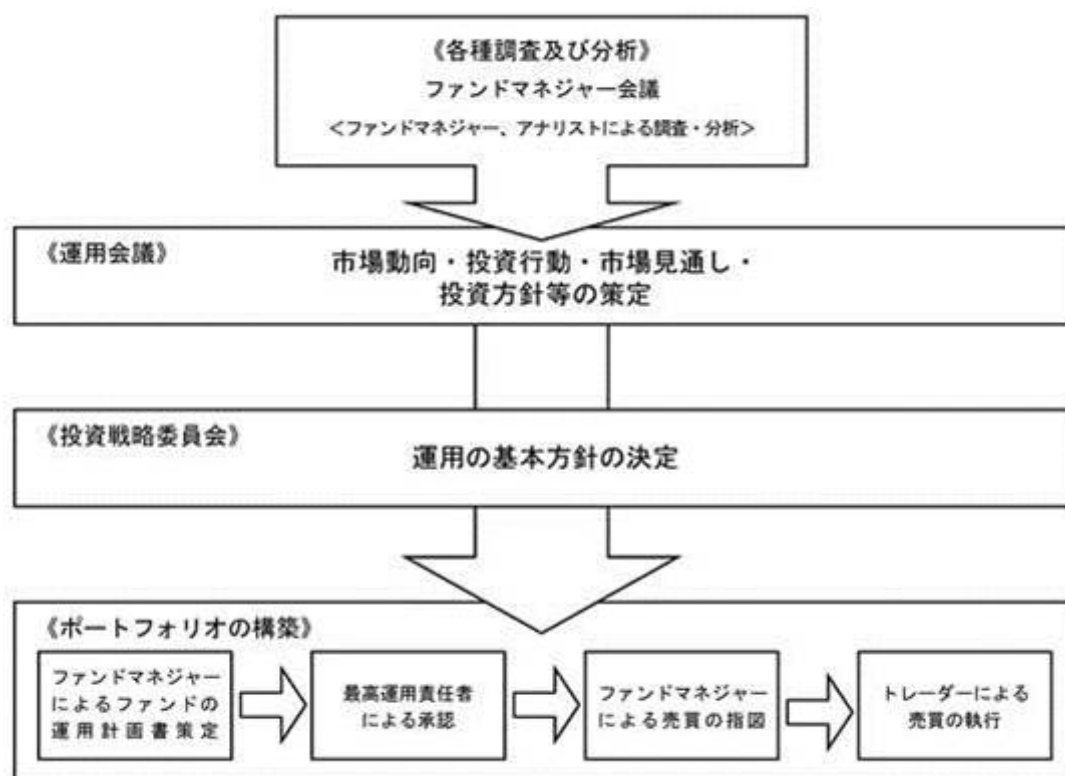 《各種調査及び分析》
ファンドマネジャー会議
<ファンドマネジャー、アナリストによる調査・分析>
《運用会議》
市場動向・投資行動・市場見通し・
投資方針等の策定
《投資戦略委員会》
運用の基本方針の決定
《ポートフォリオの構築》
ファンドマネジャー
によるファンドの
運用計画書策定
最高運用責任者
による承認
ファンドマネジャー
による売買の指図
トレーダーによる
売買の執行